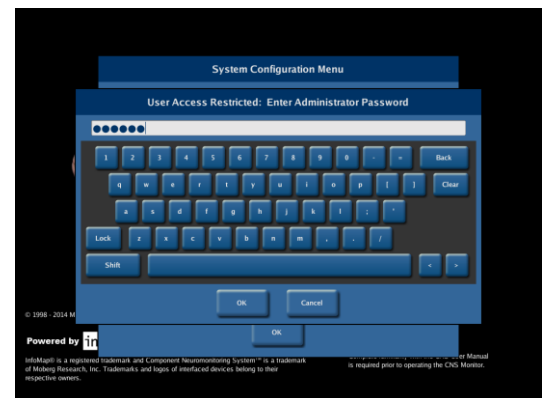 System Configuration Menu
User Access Restricted: Enter Administrator Password
1 2 3 4 5 6 7 8 9 0 - = Back
q w e r t y u i o p [ ] Clear
a s d f g h j k l ; '
Lock z x c v b n m , . /
Shift < >
OK Cancel
OK
© 1998 - 2014 M
Powered by in
InfoMap® is a registered trademark and Component Neuromonitoring System™ is a trademark
of Moberg Research, Inc. Trademarks and logos of interfaced devices belong to their
respective owners.
User Manual
is required prior to operating the CNS Monitor.